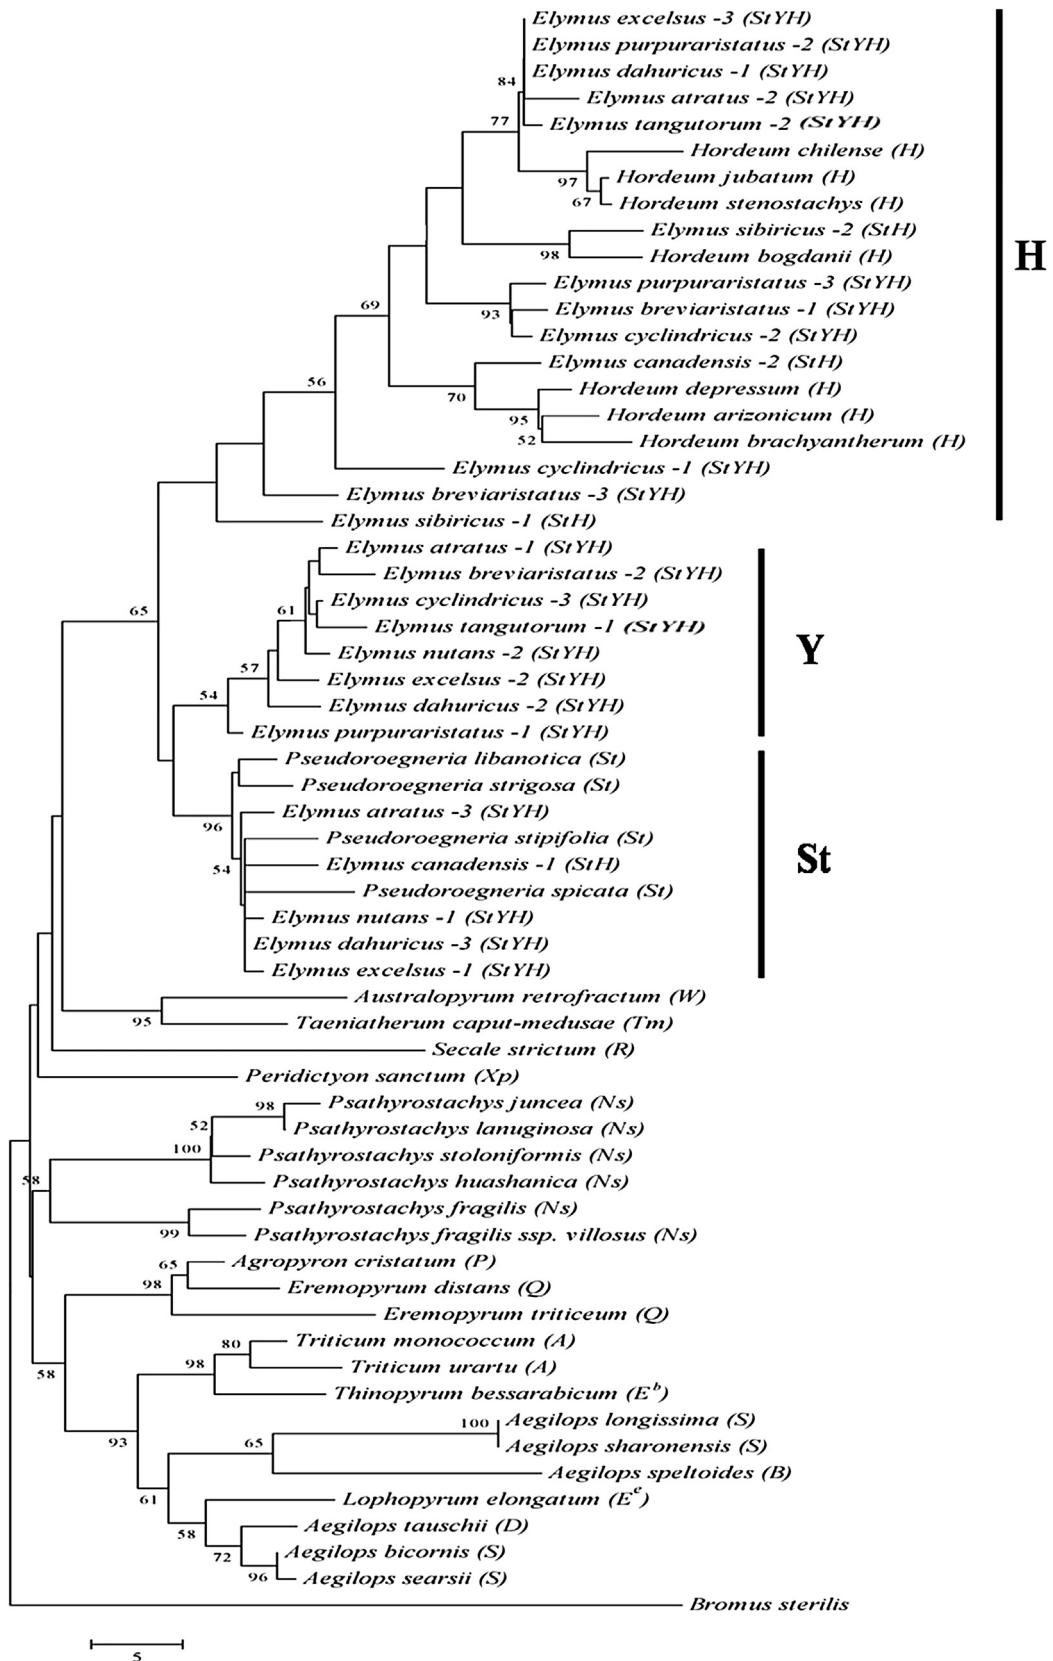 Elymus excelsus -3 (StYH)
Elymus purpuraristatus -2 (StYH)
Elymus dahuricus -1 (StYH)
84
Elymus atratus -2 (StYH)
77
Elymus tangutorum -2 (StYH)
Hordeum chilense (H)
97
Hordeum jubatum (H)
67
Hordeum stenostachys (H)
Elymus sibiricus -2 (StH)
98
Hordeum bogdanii (H)
H
Elymus purpuraristatus -3 (StYH)
69
93
Elymus breviaristatus -1 (StYH)
Elymus cyclindricus -2 (StYH)
Elymus canadensis -2 (StH)
56
70
Hordeum depressum (H)
95
Hordeum arizonicum (H)
52
Hordeum brachyantherum (H)
Elymus cyclindricus -1 (StYH)
Elymus breviaristatus -3 (StYH)
Elymus sibiricus -1 (StH)
Elymus atratus -1 (StYH)
Elymus breviaristatus -2 (StYH)
65
61
Elymus cyclindricus -3 (StYH)
Elymus tangutorum -1 (StYH)
Elymus nutans -2 (StYH)
Y
57
Elymus excelsus -2 (StYH)
54
Elymus dahuricus -2 (StYH)
Elymus purpuraristatus -1 (StYH)
Pseudoroegneria libanotica (St)
Pseudoroegneria strigosa (St)
96
Elymus atratus -3 (StYH)
Pseudoroegneria stipifolia (St)
54
Elymus canadensis -1 (StH)
St
Pseudoroegneria spicata (St)
Elymus nutans -1 (StYH)
Elymus dahuricus -3 (StYH)
Elymus excelsus -1 (StYH)
Australopyrum retrofractum (W)
95
Taeniatherum caput-medusae (Tm)
Secale strictum (R)
Peridictyon sanctum (Xp)
98
Psathyrostachys juncea (Ns)
52
Psathyrostachys lanuginosa (Ns)
100
Psathyrostachys stoloniformis (Ns)
58
Psathyrostachys huashanica (Ns)
Psathyrostachys fragilis (Ns)
99
Psathyrostachys fragilis ssp. villosus (Ns)
65
Agropyron cristatum (P)
98
Eremopyrum distans (Q)
Eremopyrum triticeum (Q)
80
Triticum monococcum (A)
58
98
Triticum urartu (A)
Thinopyrum bessarabicum (E^b)
100
Aegilops longissima (S)
93
65
Aegilops sharonensis (S)
Aegilops speltoides (B)
61
Lophopyrum elongatum (E^e)
58
Aegilops tauschii (D)
72
Aegilops bicornis (S)
96
Aegilops searsii (S)
Bromus sterilis
5